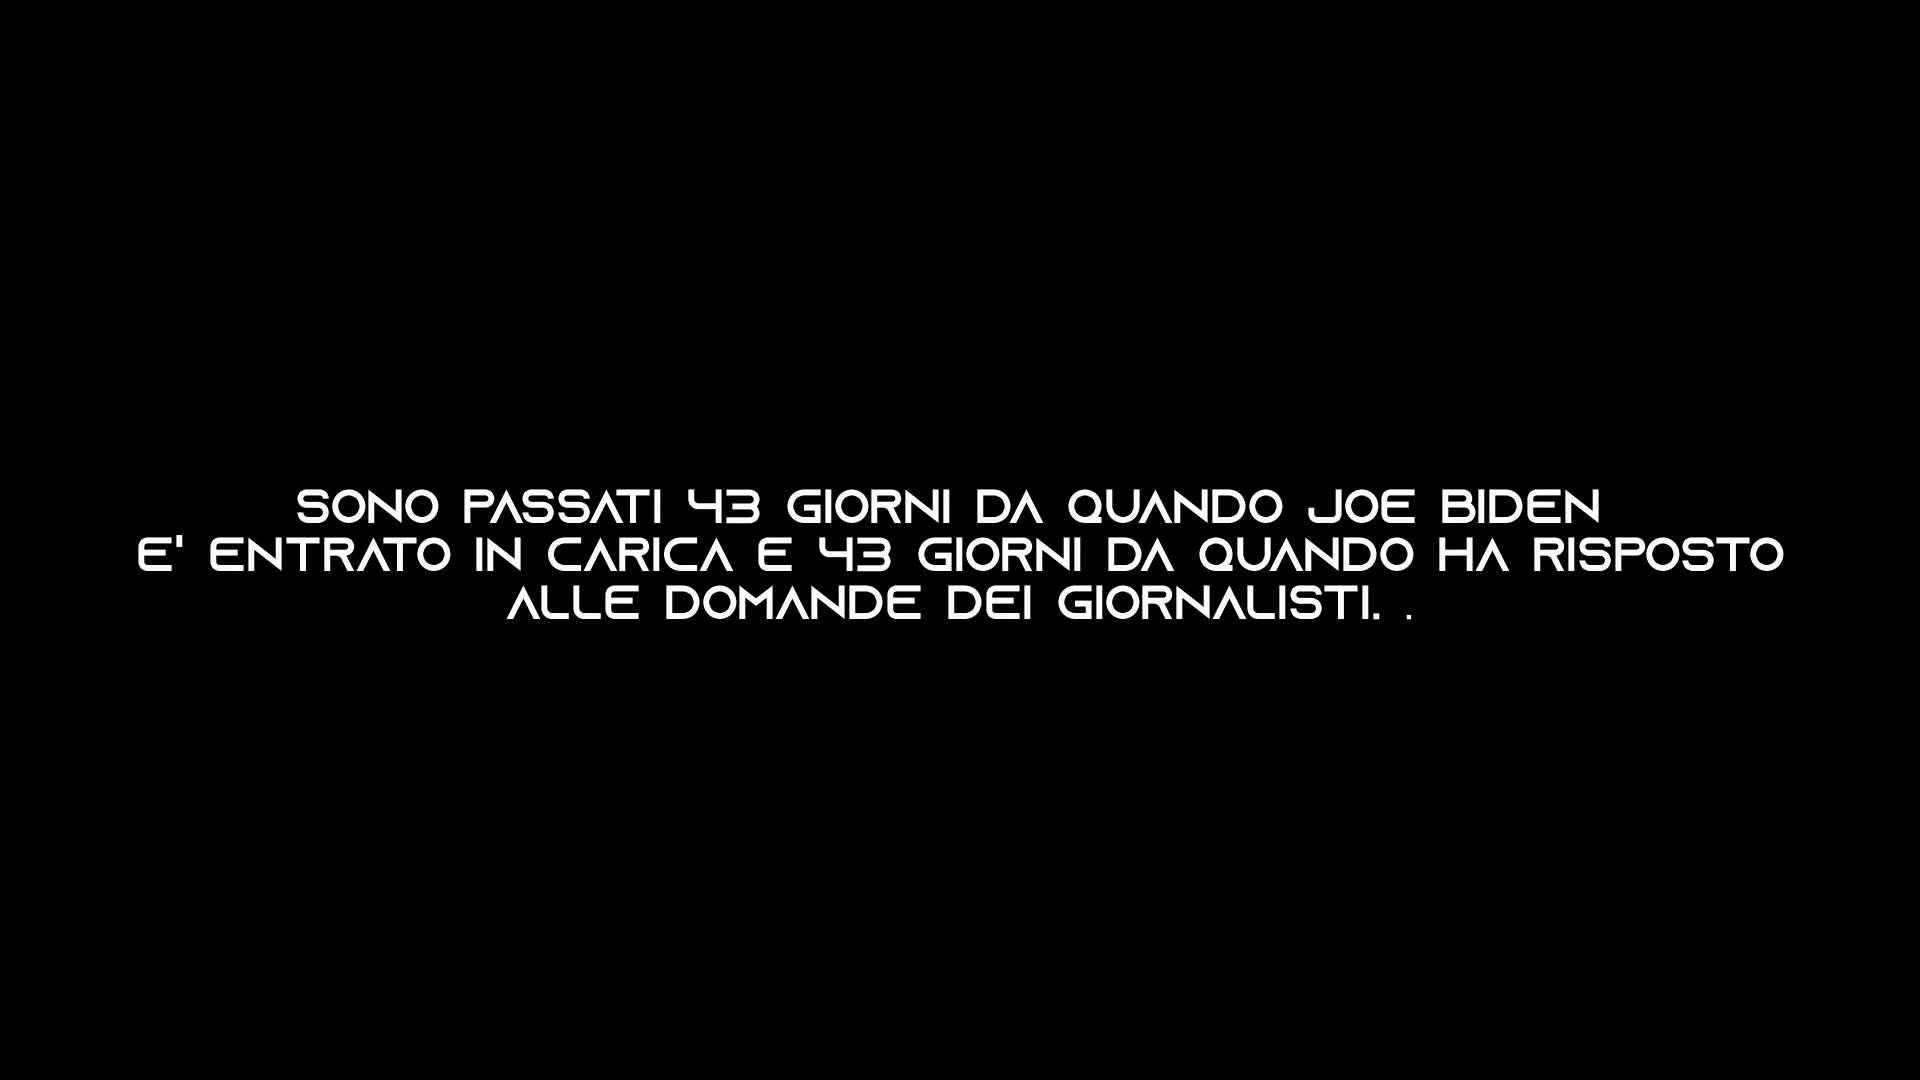 SONO PASSATI 43 GIORNI DA QUANDO JOE BIDEN
E' ENTRATO IN CARICA E 43 GIORNI DA QUANDO HA RISPOSTO
ALLE DOMANDE DEI GIORNALISTI. .